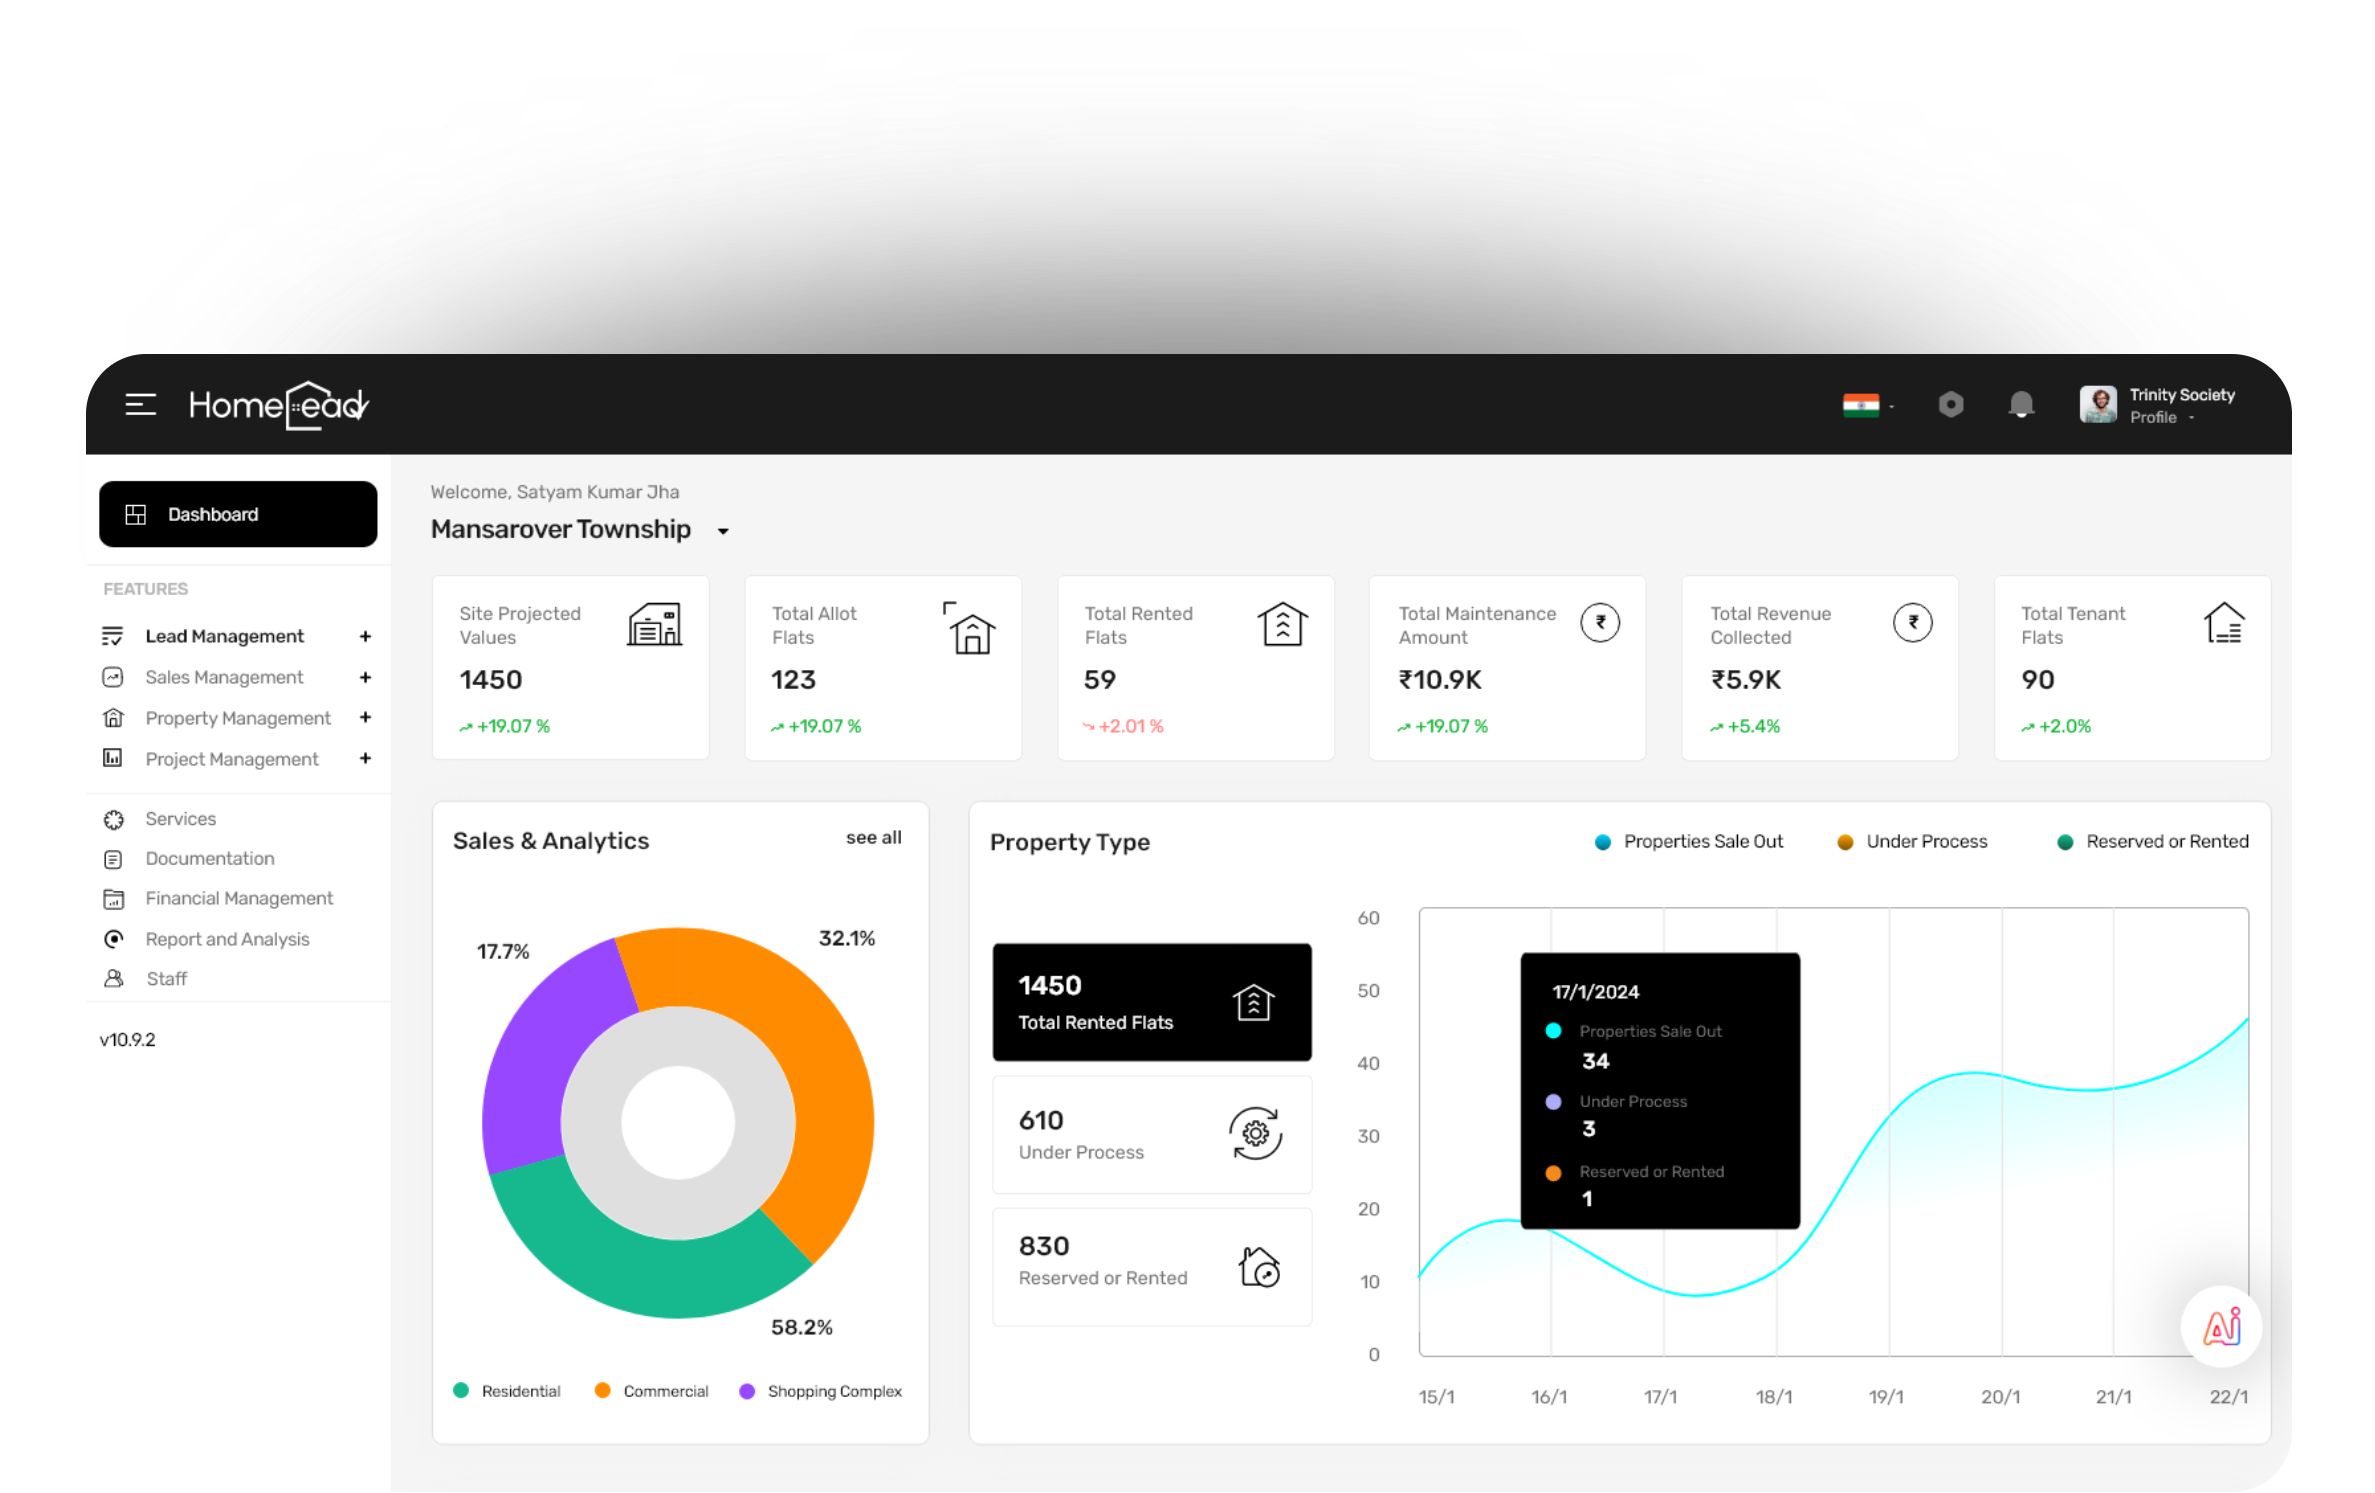 HomeLead
Trinity Society
Profile
Dashboard
FEATURES
Lead Management +
Sales Management +
Property Management +
Project Management +
Services
Documentation
Financial Management
Report and Analysis
Staff
v10.9.2
Welcome, Satyam Kumar Jha
Mansarover Township
Site Projected
Values
1450
+19.07 %
Total Allot
Flats
123
+19.07 %
Total Rented
Flats
59
+2.01 %
Total Maintenance
Amount
₹
₹10.9K
+19.07 %
Total Revenue
Collected
₹
₹5.9K
+5.4%
Total Tenant
Flats
90
+2.0%
Sales & Analytics
see all
17.7%
32.1%
58.2%
Residential
Commercial
Shopping Complex
Property Type
Properties Sale Out
Under Process
Reserved or Rented
1450
Total Rented Flats
610
Under Process
830
Reserved or Rented
60
50
40
30
20
10
0
17/1/2024
Properties Sale Out
34
Under Process
3
Reserved or Rented
1
15/1
16/1
17/1
18/1
19/1
20/1
21/1
22/1
Ai